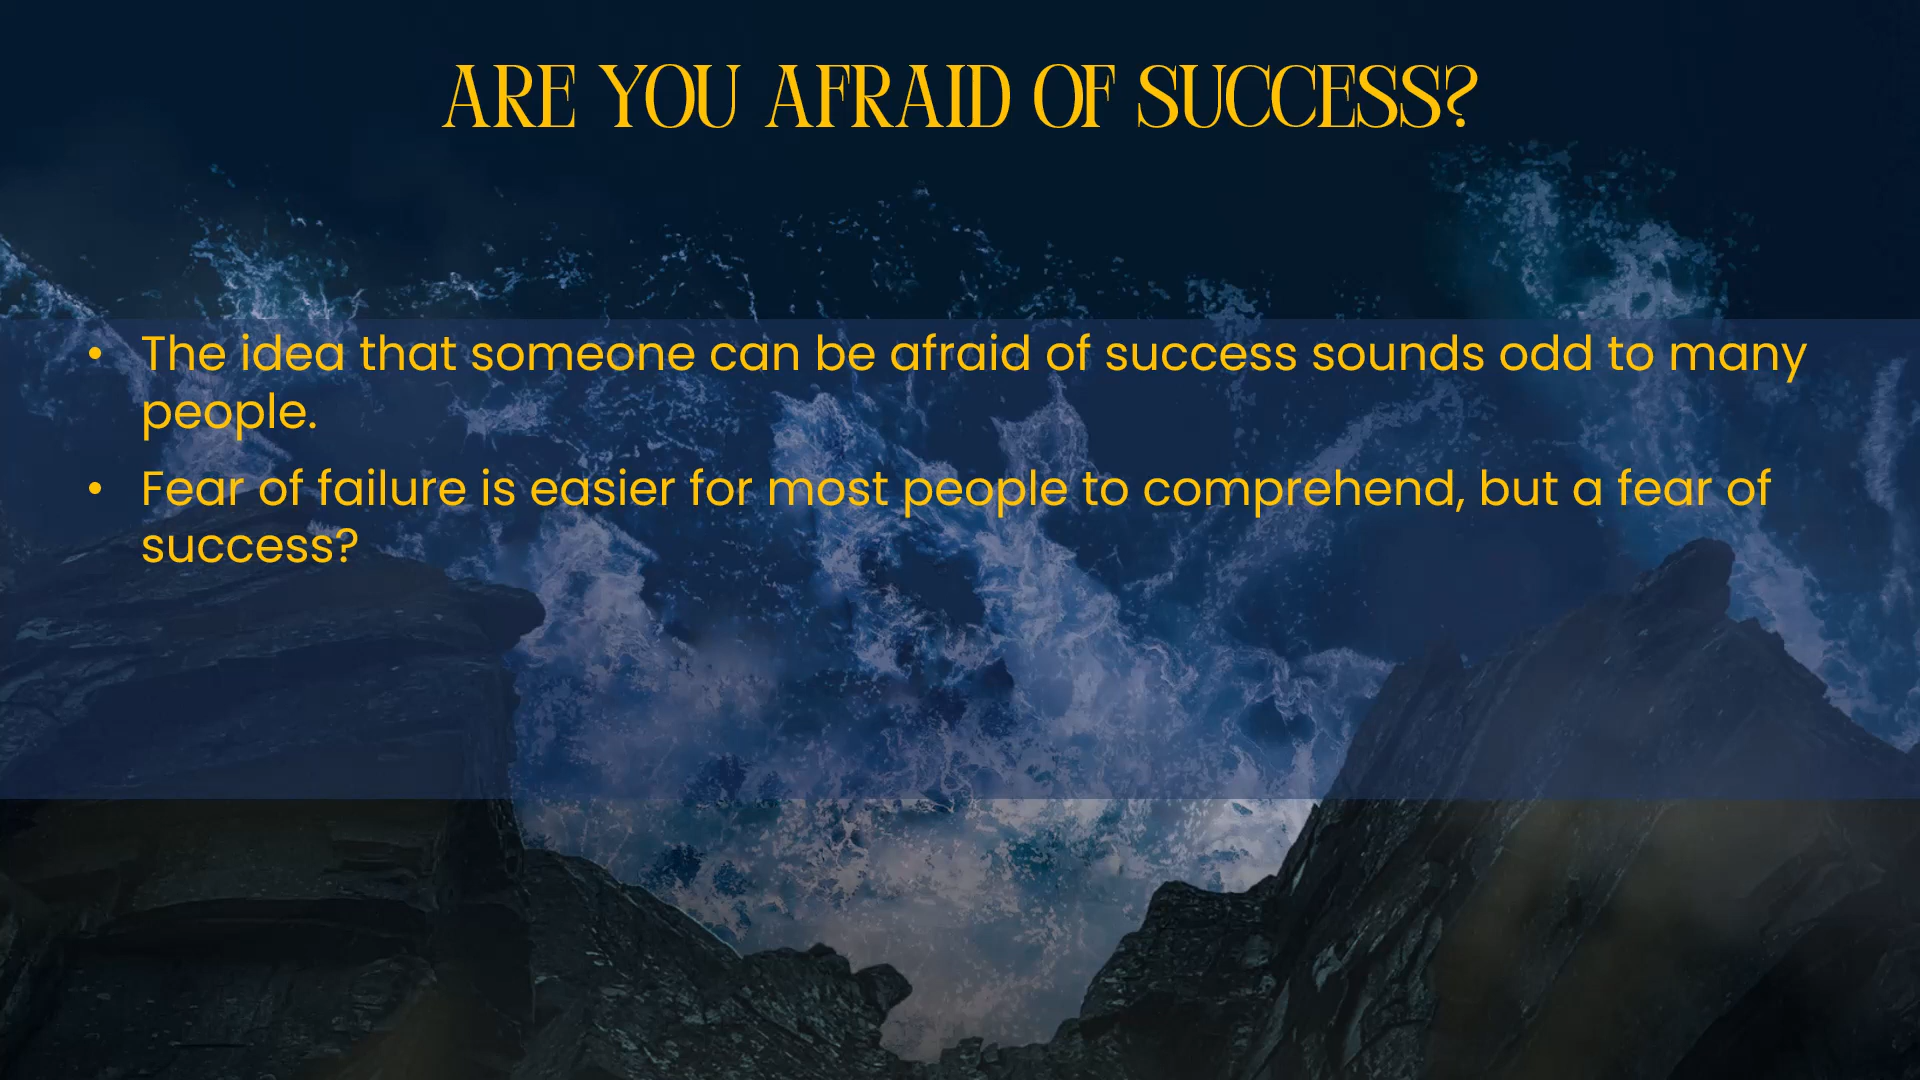 ARE YOU AFRAID OF SUCCESS?
• The idea that someone can be afraid of success sounds odd to many
people.
• Fear of failure is easier for most people to comprehend, but a fear of
success?